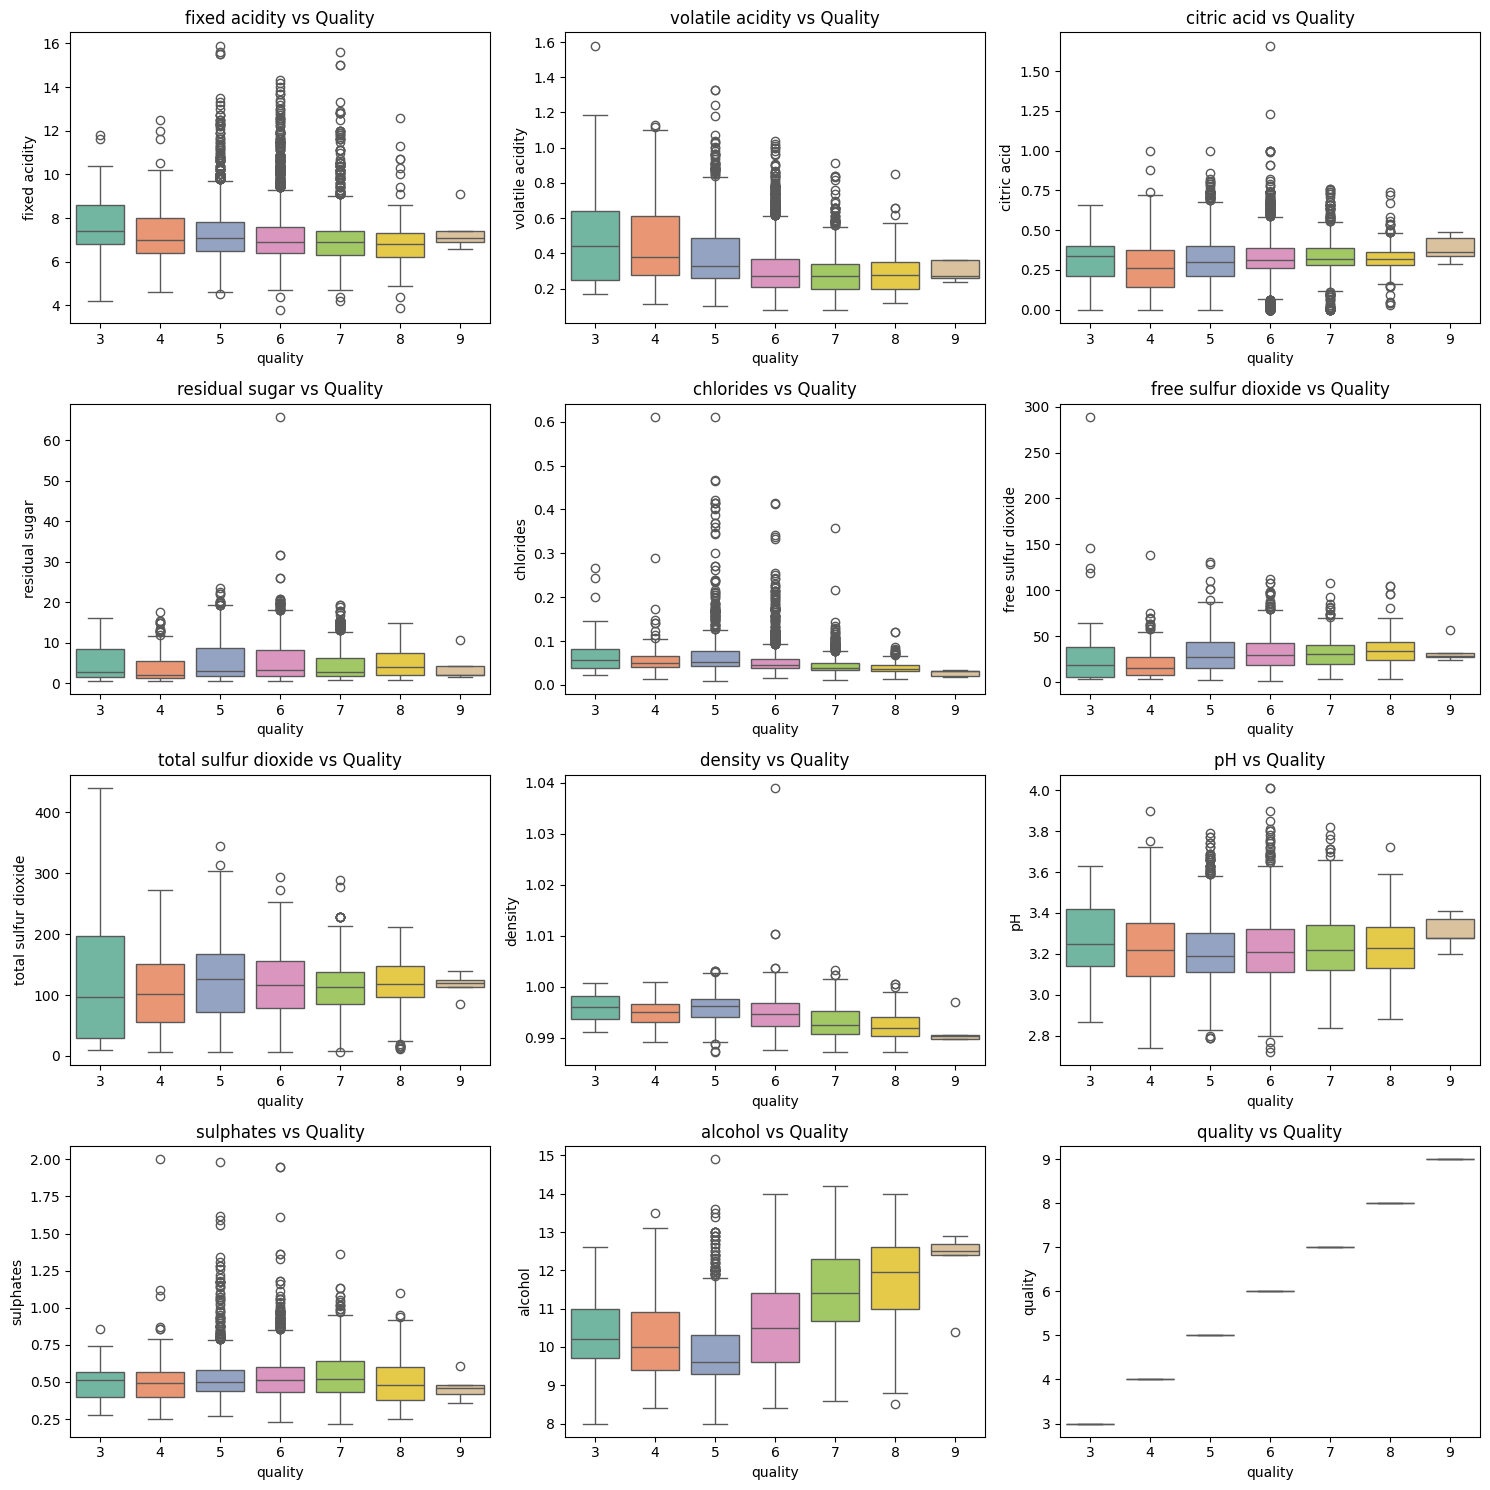 fixed acidity vs Quality
fixed acidity
16
14
12
10
8
6
4
3 4 5 6 7 8 9
quality
volatile acidity vs Quality
volatile acidity
1.6
1.4
1.2
1.0
0.8
0.6
0.4
0.2
3 4 5 6 7 8 9
quality
citric acid vs Quality
citric acid
1.50
1.25
1.00
0.75
0.50
0.25
0.00
3 4 5 6 7 8 9
quality
residual sugar vs Quality
residual sugar
60
50
40
30
20
10
0
3 4 5 6 7 8 9
quality
chlorides vs Quality
chlorides
0.6
0.5
0.4
0.3
0.2
0.1
0.0
3 4 5 6 7 8 9
quality
free sulfur dioxide vs Quality
free sulfur dioxide
300
250
200
150
100
50
0
3 4 5 6 7 8 9
quality
total sulfur dioxide vs Quality
total sulfur dioxide
400
300
200
100
0
3 4 5 6 7 8 9
quality
density vs Quality
density
1.04
1.03
1.02
1.01
1.00
0.99
3 4 5 6 7 8 9
quality
pH vs Quality
pH
4.0
3.8
3.6
3.4
3.2
3.0
2.8
3 4 5 6 7 8 9
quality
sulphates vs Quality
sulphates
2.00
1.75
1.50
1.25
1.00
0.75
0.50
0.25
3 4 5 6 7 8 9
quality
alcohol vs Quality
alcohol
15
14
13
12
11
10
9
8
3 4 5 6 7 8 9
quality
quality vs Quality
quality
9
8
7
6
5
4
3
3 4 5 6 7 8 9
quality